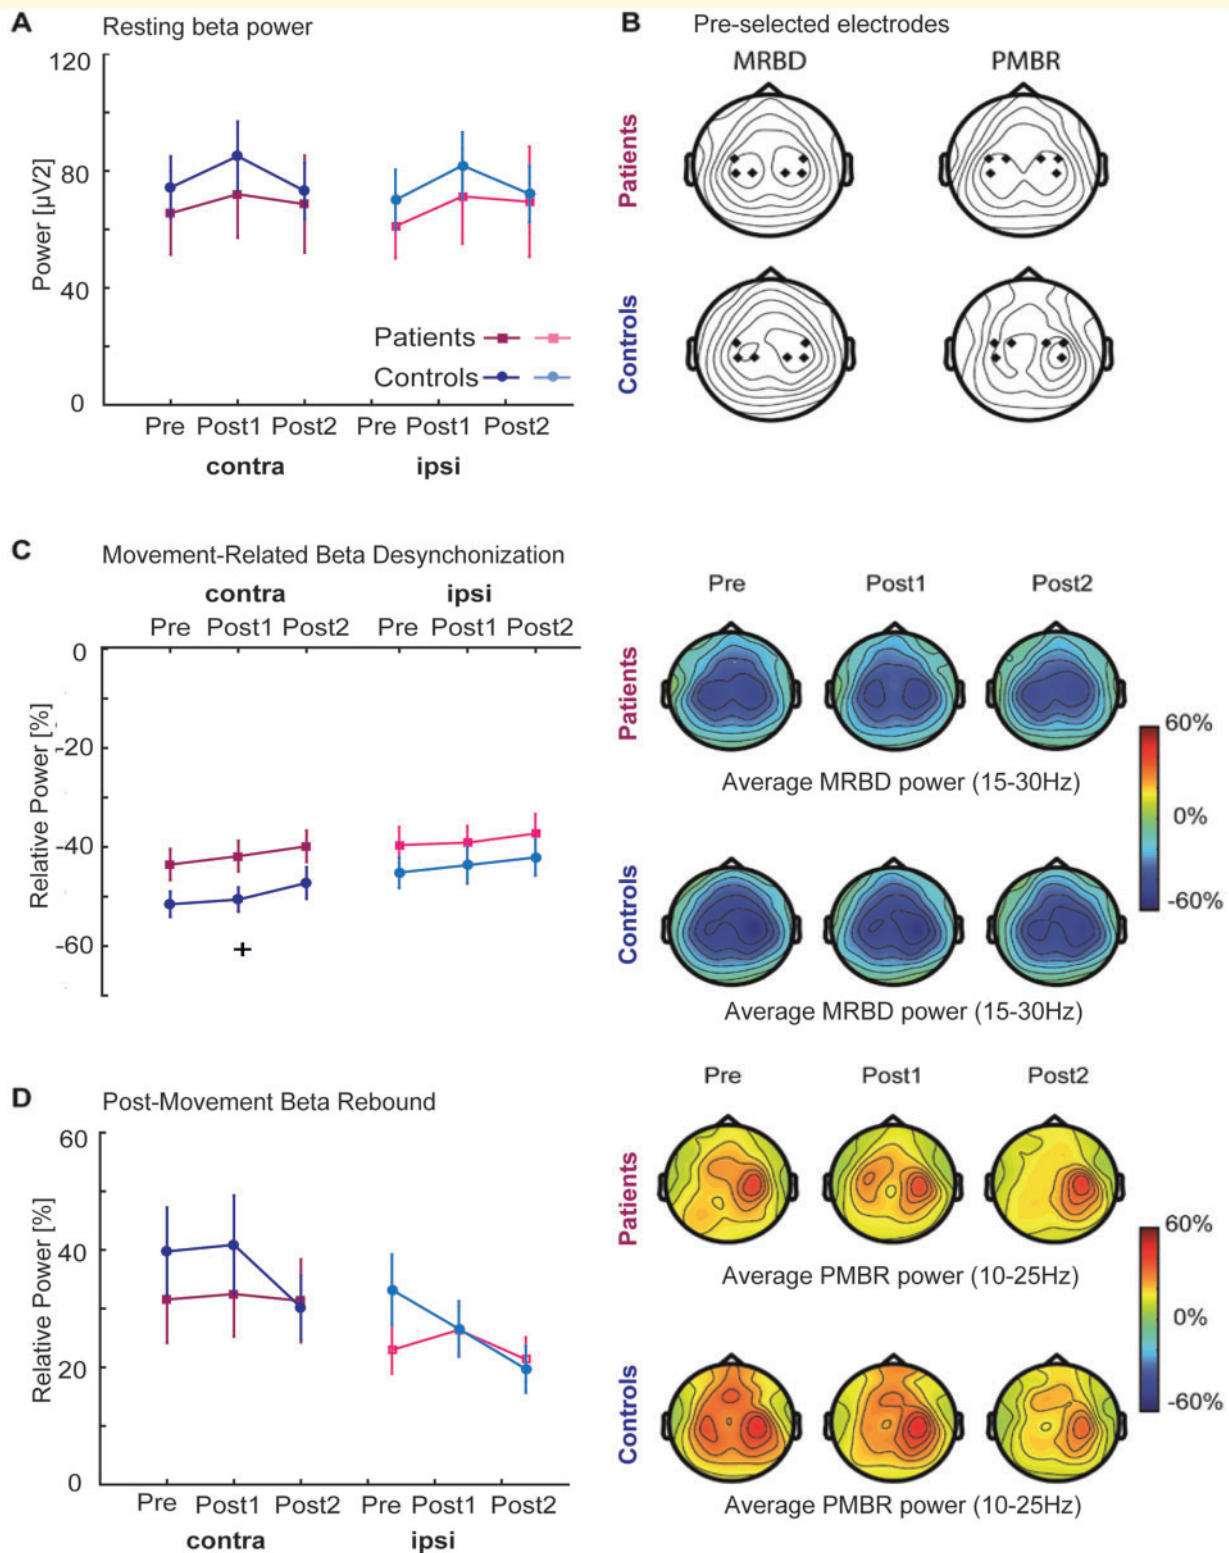 A Resting beta power
120
80
40
0
Power [µV2]
Patients
Controls
Pre Post1 Post2 Pre Post1 Post2
contra ipsi
B Pre-selected electrodes
MRBD PMBR
Patients
Controls
C Movement-Related Beta Desynchonization
contra ipsi
Pre Post1 Post2 Pre Post1 Post2
0
-20
-40
-60
Relative Power [%]
+
Pre Post1 Post2
Patients
Average MRBD power (15-30Hz)
Controls
Average MRBD power (15-30Hz)
60%
0%
-60%
D Post-Movement Beta Rebound
60
40
20
0
Relative Power [%]
Pre Post1 Post2 Pre Post1 Post2
contra ipsi
Pre Post1 Post2
Patients
Average PMBR power (10-25Hz)
Controls
Average PMBR power (10-25Hz)
60%
0%
-60%